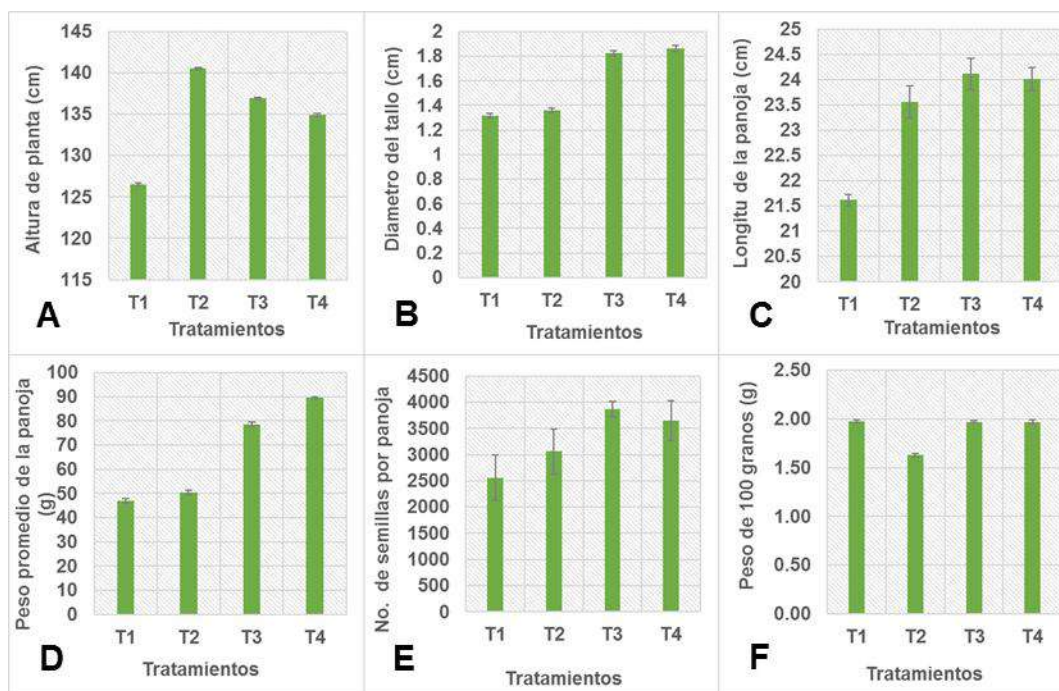 Altura de planta (cm)
145
140
135
130
125
120
115
T1 T2 T3 T4
Tratamientos
A
Diametro del tallo (cm)
2
1.8
1.6
1.4
1.2
1
0.8
0.6
0.4
0.2
0
T1 T2 T3 T4
Tratamientos
B
Longitu de la panoja (cm)
25
24.5
24
23.5
23
22.5
22
21.5
21
20.5
20
T1 T2 T3 T4
Tratamientos
C
Peso promedio de la panoja
(g)
100
90
80
70
60
50
40
30
20
10
0
T1 T2 T3 T4
Tratamientos
D
No. de semillas por panoja
4500
4000
3500
3000
2500
2000
1500
1000
500
0
T1 T2 T3 T4
Tratamientos
E
Peso de 100 granos (g)
2.50
2.00
1.50
1.00
0.50
0.00
T1 T2 T3 T4
Tratamientos
F